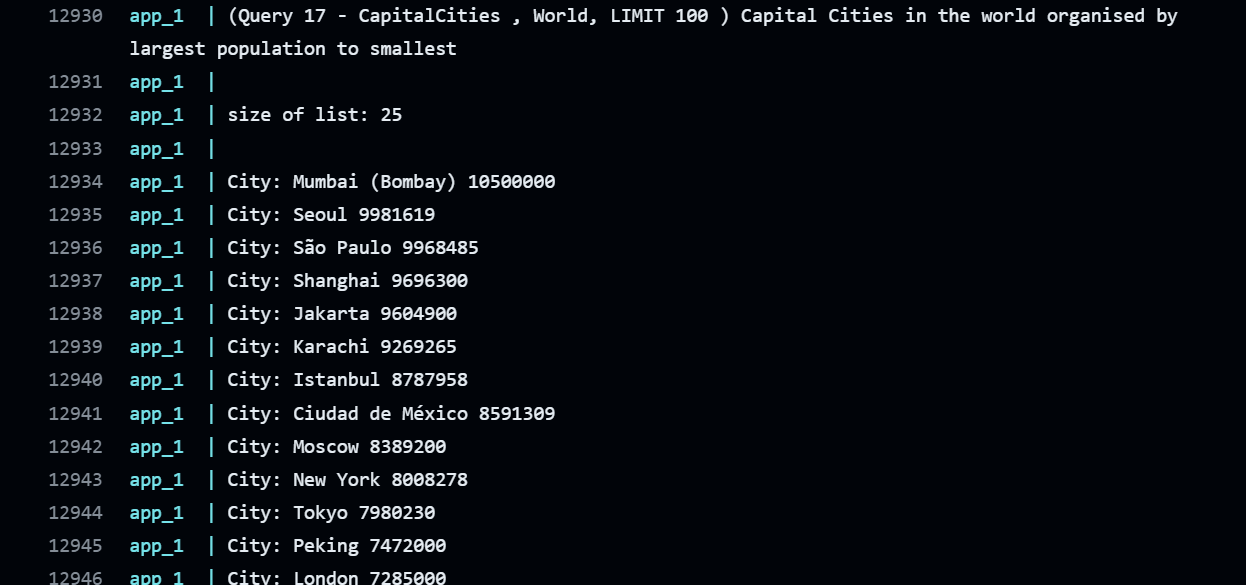 12930 app_1 | (Query 17 - CapitalCities , World, LIMIT 100 ) Capital Cities in the world organised by
largest population to smallest
12931 app_1 |
12932 app_1 | size of list: 25
12933 app_1 |
12934 app_1 | City: Mumbai (Bombay) 10500000
12935 app_1 | City: Seoul 9981619
12936 app_1 | City: São Paulo 9968485
12937 app_1 | City: Shanghai 9696300
12938 app_1 | City: Jakarta 9604900
12939 app_1 | City: Karachi 9269265
12940 app_1 | City: Istanbul 8787958
12941 app_1 | City: Ciudad de México 8591309
12942 app_1 | City: Moscow 8389200
12943 app_1 | City: New York 8008278
12944 app_1 | City: Tokyo 7980230
12945 app_1 | City: Peking 7472000
12946 app_1 | City: London 7285000